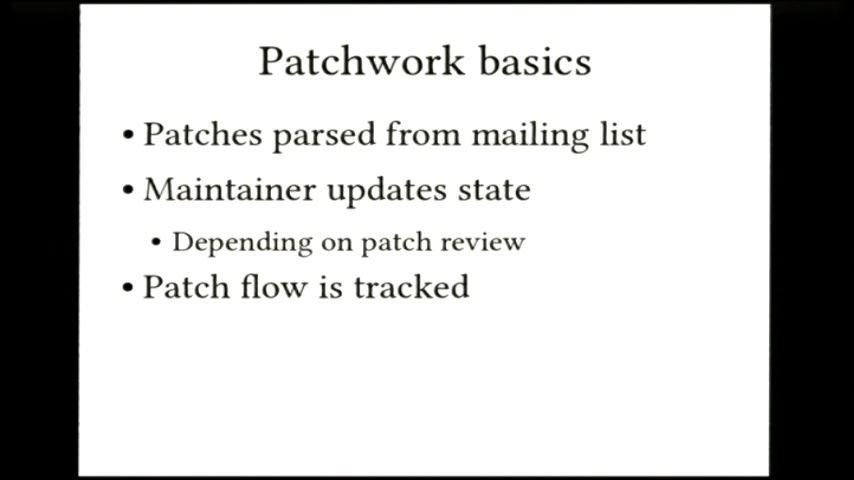 Patchwork basics
• Patches parsed from mailing list
• Maintainer updates state
• Depending on patch review
• Patch flow is tracked